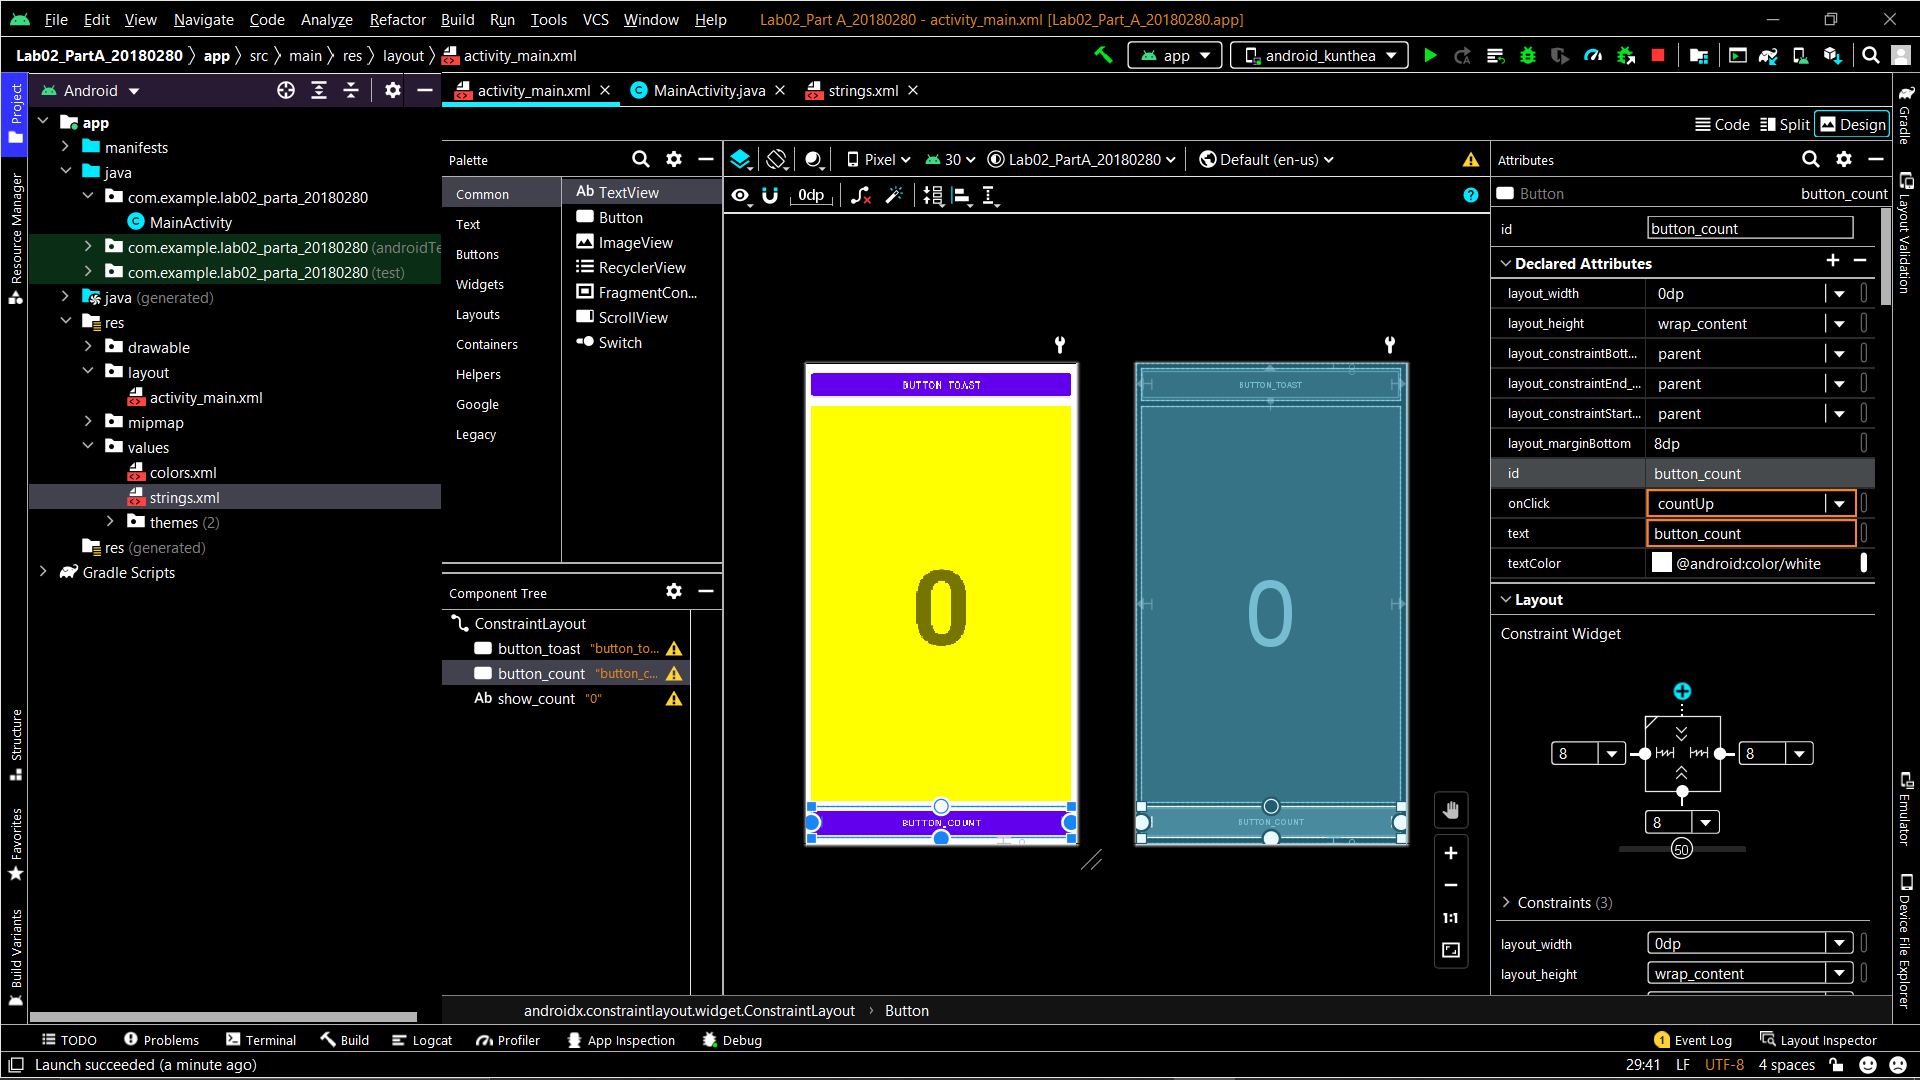 File Edit View Navigate Code Analyze Refactor Build Run Tools VCS Window Help Lab02_Part A_20180280 - activity_main.xml [Lab02_Part_A_20180280.app]
Lab02_PartA_20180280 app src main res layout activity_main.xml app android_kunthea
Project
Resource Manager
Structure
Favorites
Build Variants
Android
app
manifests
java
com.example.lab02_parta_20180280
MainActivity
com.example.lab02_parta_20180280 (androidTe
com.example.lab02_parta_20180280 (test)
java (generated)
res
drawable
layout
activity_main.xml
mipmap
values
colors.xml
strings.xml
themes (2)
res (generated)
Gradle Scripts
activity_main.xml MainActivity.java strings.xml
Code Split Design
Palette
Common
Text
Buttons
Widgets
Layouts
Containers
Helpers
Google
Legacy
Ab TextView
Button
ImageView
RecyclerView
FragmentCon...
ScrollView
Switch
Component Tree
ConstraintLayout
button_toast "button_to...
button_count "button_c...
Ab show_count "0"
Pixel 30 Lab02_PartA_20180280 Default (en-us)
0dp
BUTTON_TOAST
0
BUTTON_COUNT
BUTTON_TOAST
0
BUTTON_COUNT
1:1
Attributes
Button button_count
id button_count
Declared Attributes
layout_width 0dp
layout_height wrap_content
layout_constraintBott... parent
layout_constraintEnd_... parent
layout_constraintStart... parent
layout_marginBottom 8dp
id button_count
onClick countUp
text button_count
textColor @android:color/white
Layout
Constraint Widget
8 8
8
50
Constraints (3)
layout_width 0dp
layout_height wrap_content
Gradle
Layout Validation
Emulator
Device File Explorer
androidx.constraintlayout.widget.ConstraintLayout › Button
TODO Problems Terminal Build Logcat Profiler App Inspection Debug 1 Event Log Layout Inspector
Launch succeeded (a minute ago) 29:41 LF UTF-8 4 spaces